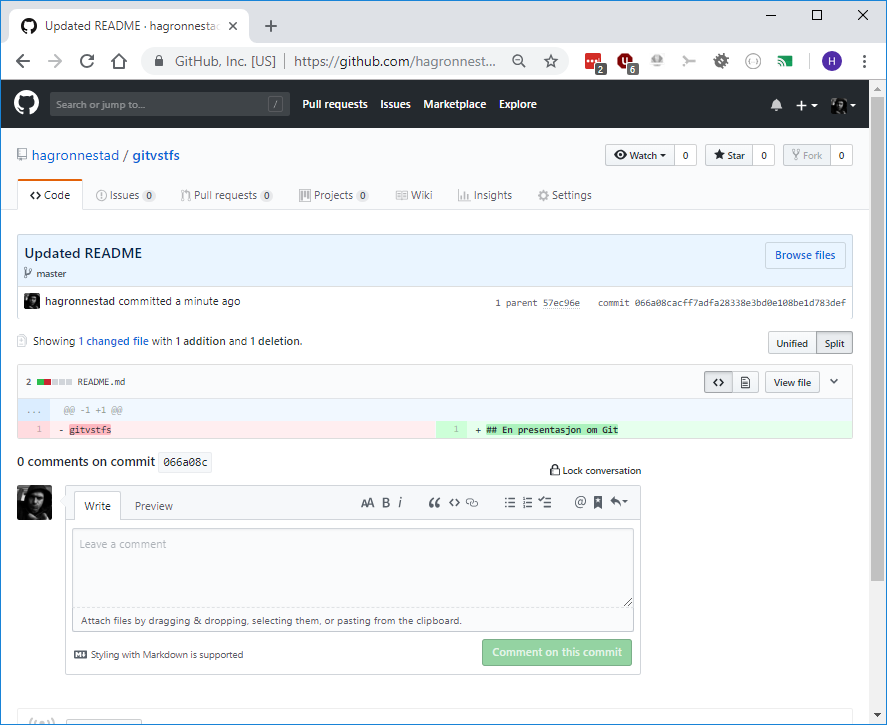 Updated README · hagronnestad
GitHub, Inc. [US] https://github.com/hagronnest...
2 6 H
Search or jump to... / Pull requests Issues Marketplace Explore
hagronnestad / gitvstfs Watch 0 Star 0 Fork 0
Code Issues 0 Pull requests 0 Projects 0 Wiki Insights Settings
Updated README Browse files
master
hagronnestad committed a minute ago 1 parent 57ec96e commit 066a08cacff7adfa28338e3bd0e108be1d783def
Showing 1 changed file with 1 addition and 1 deletion. Unified Split
2 README.md <> View file
... @@ -1 +1 @@
1 - gitvstfs 1 + ## En presentasjon om Git
0 comments on commit 066a08c
Lock conversation
Write Preview AA B i “ <> @
Leave a comment
Attach files by dragging & dropping, selecting them, or pasting from the clipboard.
Styling with Markdown is supported Comment on this commit